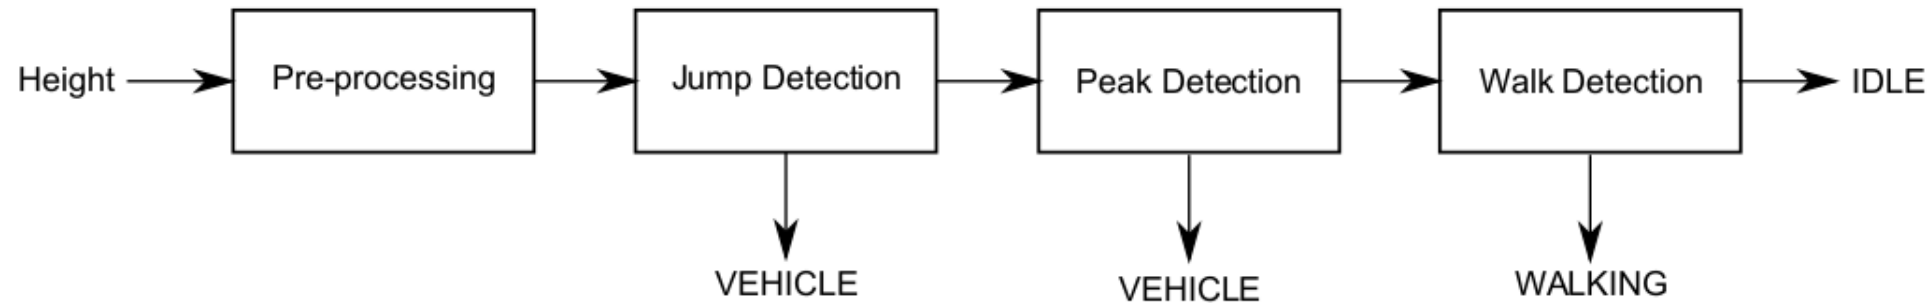 Height
Pre-processing
Jump Detection
Peak Detection
Walk Detection
IDLE
VEHICLE
VEHICLE
WALKING